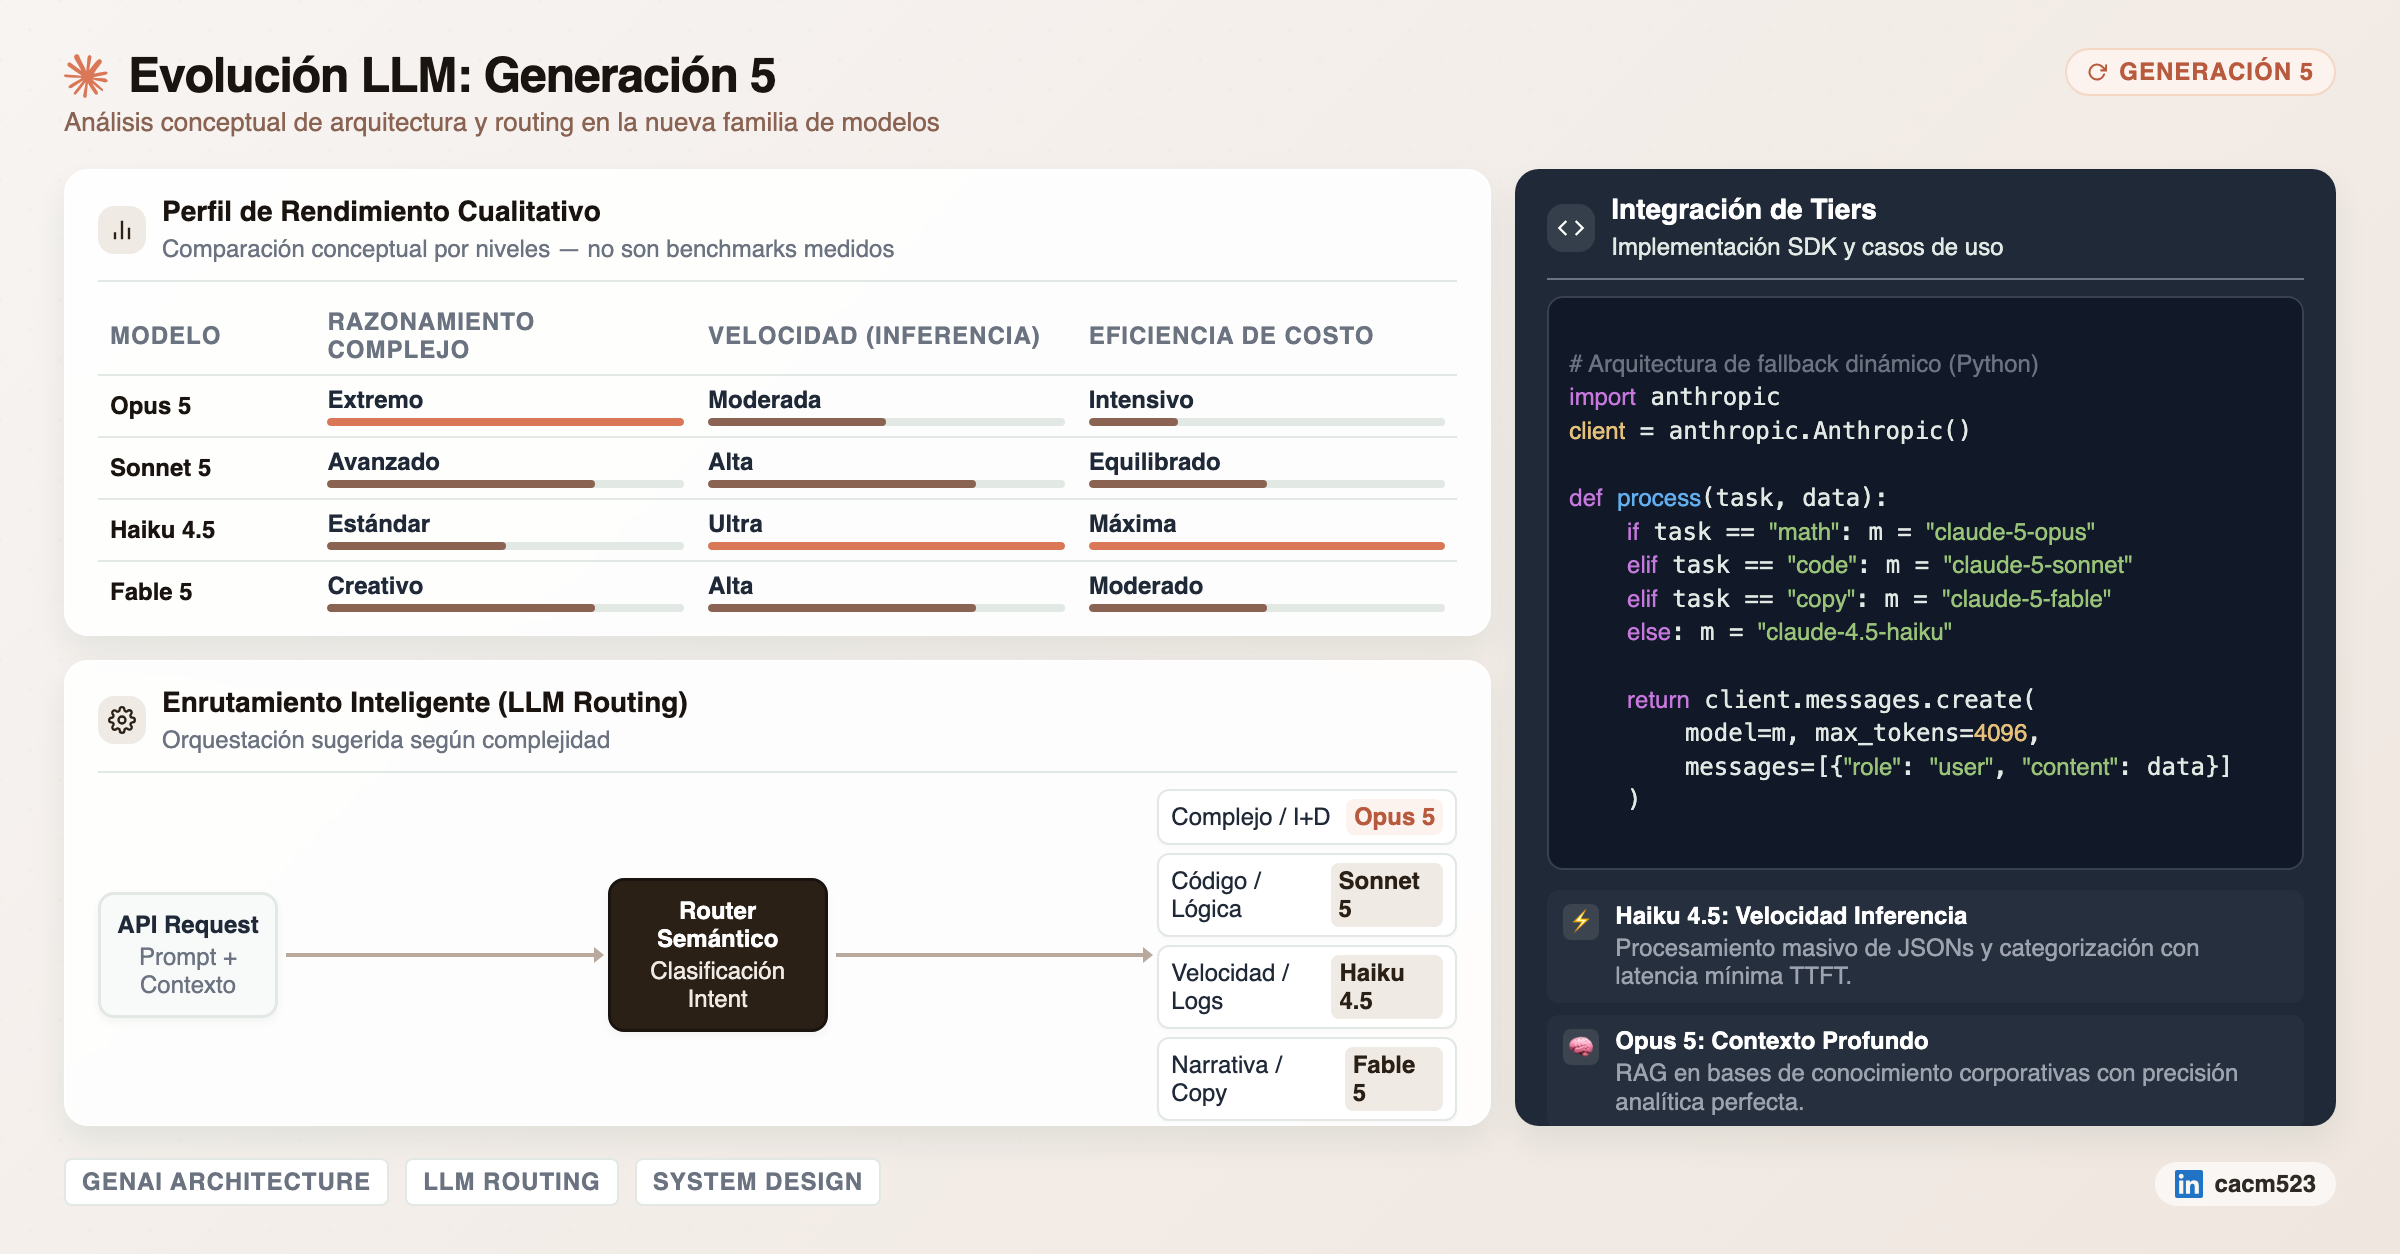 Evolución LLM: Generación 5
Análisis conceptual de arquitectura y routing en la nueva familia de modelos
GENERACIÓN 5
Perfil de Rendimiento Cualitativo
Comparación conceptual por niveles — no son benchmarks medidos
MODELO
RAZONAMIENTO
COMPLEJO
VELOCIDAD (INFERENCIA)
EFICIENCIA DE COSTO
Opus 5
Extremo
Moderada
Intensivo
Sonnet 5
Avanzado
Alta
Equilibrado
Haiku 4.5
Estándar
Ultra
Máxima
Fable 5
Creativo
Alta
Moderado
Enrutamiento Inteligente (LLM Routing)
Orquestación sugerida según complejidad
API Request
Prompt +
Contexto
Router
Semántico
Clasificación
Intent
Complejo / I+D
Opus 5
Código /
Lógica
Sonnet
5
Velocidad /
Logs
Haiku
4.5
Narrativa /
Copy
Fable
5
Integración de Tiers
Implementación SDK y casos de uso
# Arquitectura de fallback dinámico (Python)
import anthropic
client = anthropic.Anthropic()
def process(task, data):
if task == "math": m = "claude-5-opus"
elif task == "code": m = "claude-5-sonnet"
elif task == "copy": m = "claude-5-fable"
else: m = "claude-4.5-haiku"
return client.messages.create(
model=m, max_tokens=4096,
messages=[{"role": "user", "content": data}]
)
Haiku 4.5: Velocidad Inferencia
Procesamiento masivo de JSONs y categorización con
latencia mínima TTFT.
Opus 5: Contexto Profundo
RAG en bases de conocimiento corporativas con precisión
analítica perfecta.
GENAI ARCHITECTURE
LLM ROUTING
SYSTEM DESIGN
in cacm523